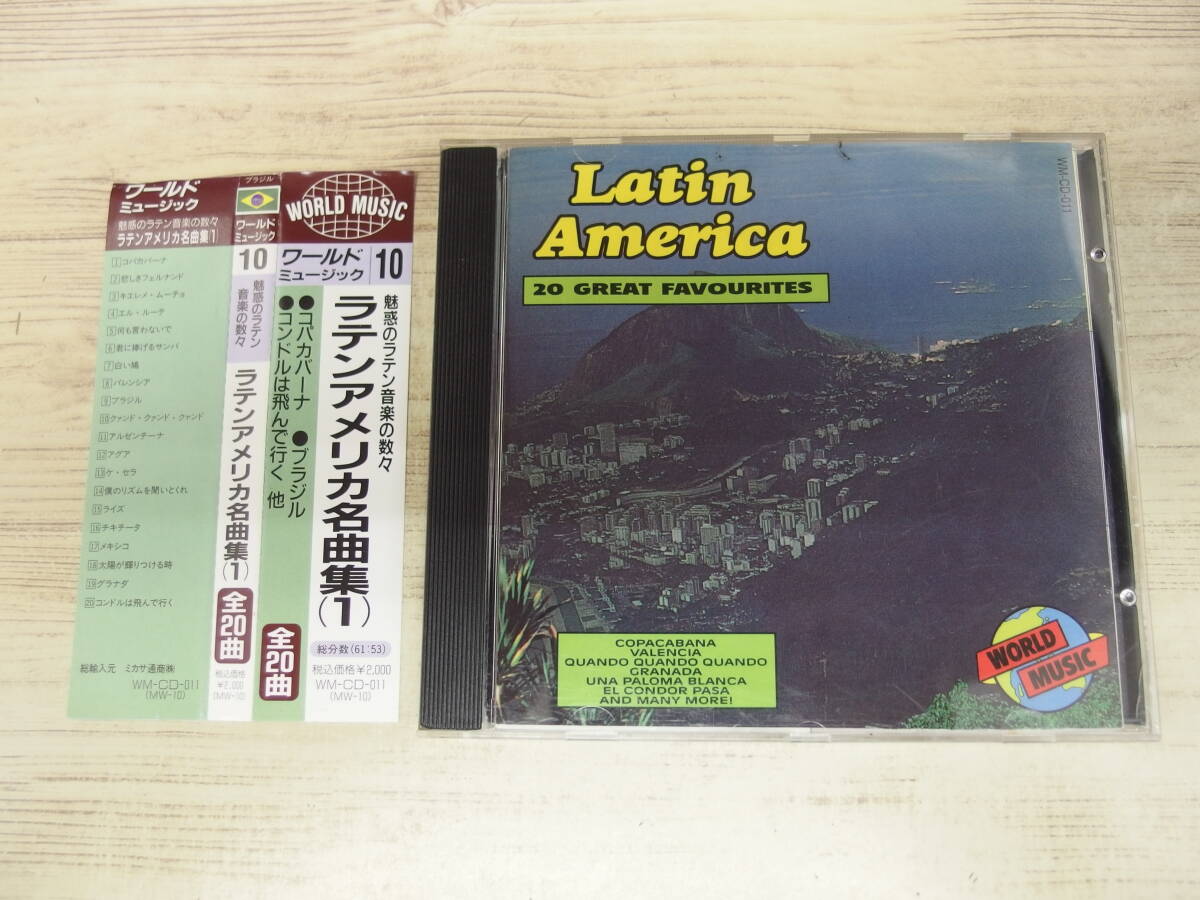 ワールド
ミュージック
魅惑のラテン音楽の数々
ラテンアメリカ名曲集1
1 コパカバーナ
2 悲しきフェルナンド
3 キエレメ・ムーチョ
4 エル・ルーテ
5 何も言わないで
6 君に捧げるサンバ
7 白い鳩
8 バレンシア
9 ブラジル
10 クァンド・クァンド・クァンド
11 アルゼンチーナ
12 アグア
13 ケ・セラ
14 僕のリズムを聞いとくれ
15 ライズ
16 チキチータ
17 メキシコ
18 太陽が輝りつける時
19 グラナダ
20 コンドルは飛んで行く
総輸入元 ミカサ通商㈱
WM-CD-011
(MW-10)
ブラジル
ワールド
ミュージック
10
魅惑のラテン
音楽の数々
ラテンアメリカ名曲集(1)
全20曲
税込価格
¥2,000
WM-CD-011
(MW-10)
WORLD MUSIC
ワールド
ミュージック
10
魅惑のラテン音楽の数々
ラテンアメリカ名曲集(1)
●コパカバーナ ●ブラジル
●コンドルは飛んで行く 他
全20曲
総分数(61:53)
税込価格¥2,000
WM-CD-011
(MW-10)
Latin
America
20 GREAT FAVOURITES
WM-CD-011
COPACABANA
VALENCIA
QUANDO QUANDO QUANDO
GRANADA
UNA PALOMA BLANCA
EL CONDOR PASA
AND MANY MORE!
WORLD
MUSIC